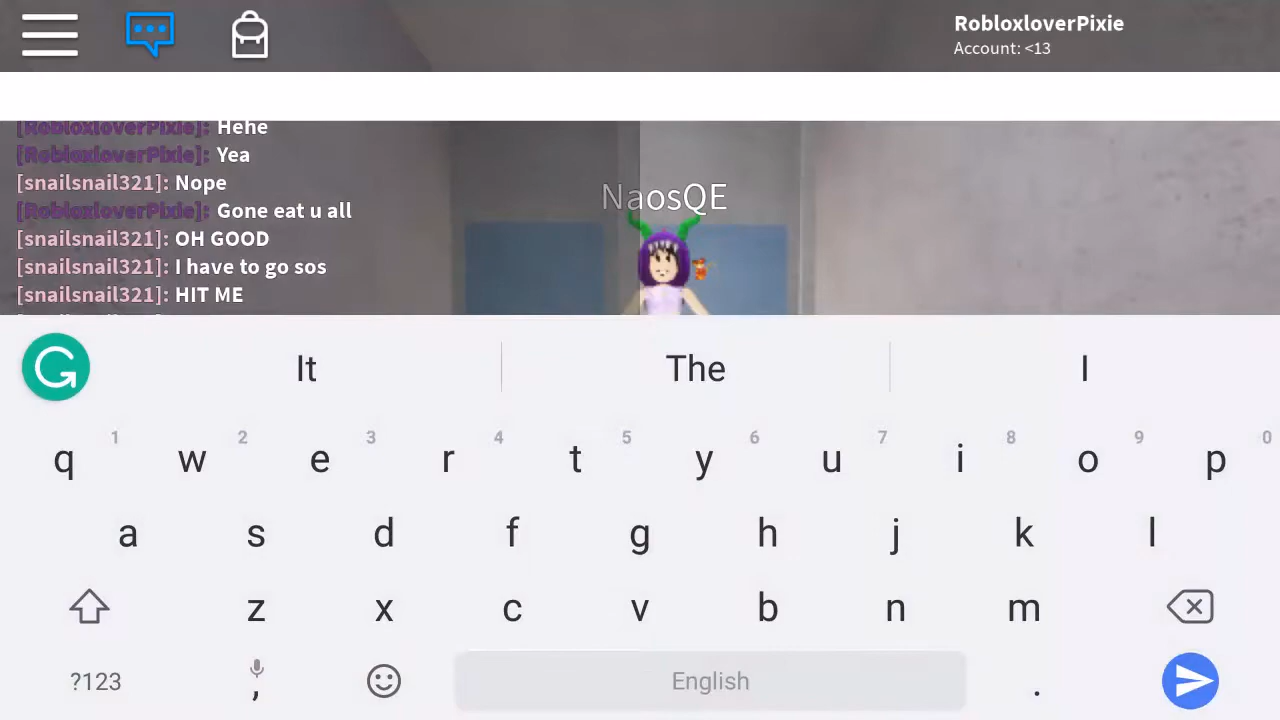 RobloxloverPixie
Account: <13
[RobloxloverPixie]: Hehe
[RobloxloverPixie]: Yea
[snailsnail321]: Nope
[RobloxloverPixie]: Gone eat u all
[snailsnail321]: OH GOOD
[snailsnail321]: I have to go sos
[snailsnail321]: HIT ME
NaosQE
It The I
1 2 3 4 5 6 7 8 9 0
q w e r t y u i o p
a s d f g h j k l
z x c v b n m
?123 , English .